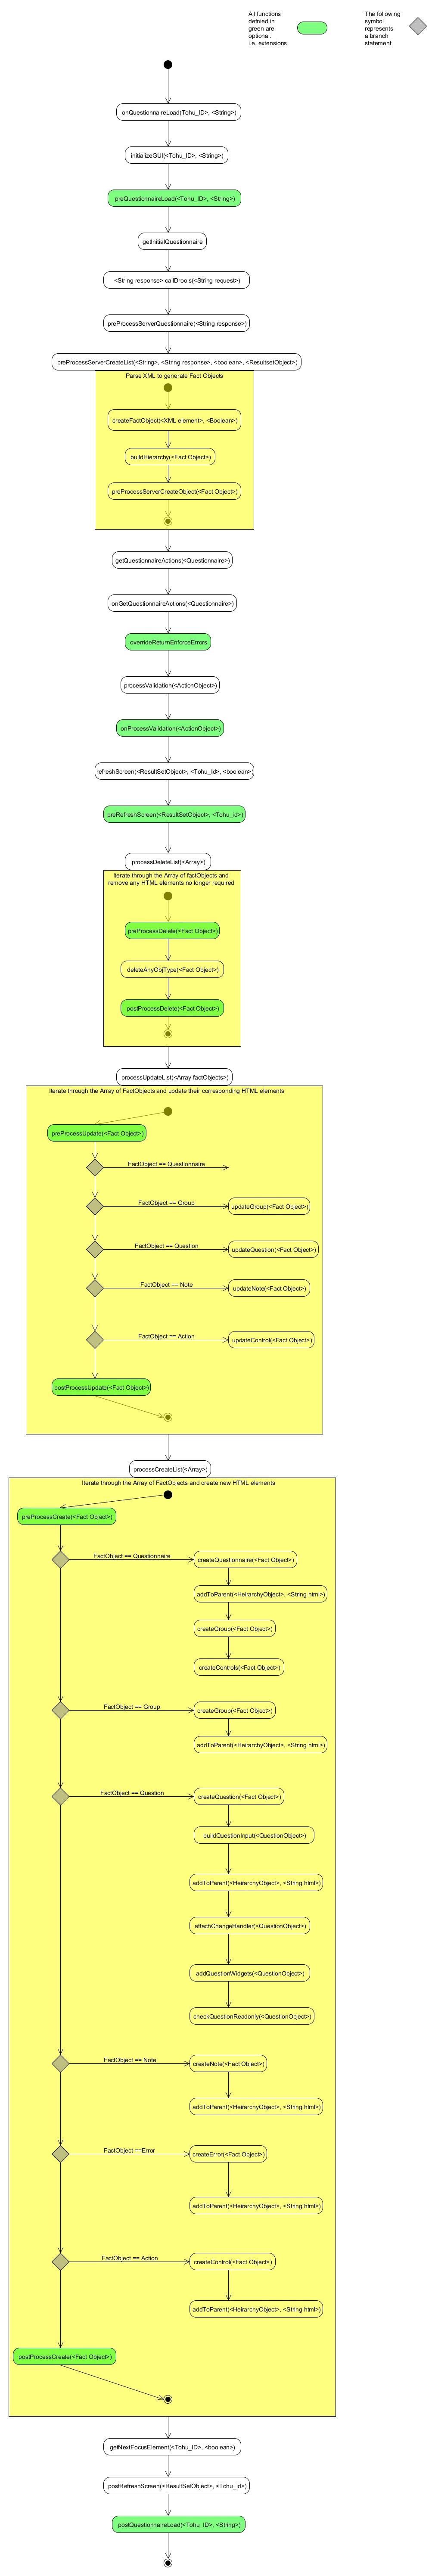 All functions
defnied in
green are
optional.
i.e. extensions
The following
symbol
represents
a branch
statement
onQuestionnaireLoad(Tohu_ID>, <String>)
initializeGUI(<Tohu_ID>, <String>)
preQuestionnaireLoad(<Tohu_ID>, <String>)
getInitialQuestionnaire
<String response> callDrools(<String request>)
preProcessServerQuestionnaire(<String response>)
preProcessServerCreateList(<String>, <String response>, <boolean>, <ResultsetObject>)
Parse XML to generate Fact Objects
createFactObject(<XML element>, <Boolean>)
buildHierarchy(<Fact Object>)
preProcessServerCreateObject(<Fact Object>)
getQuestionnaireActions(<Questionnaire>)
onGetQuestionnaireActions(<Questionnaire>)
overrideReturnEnforceErrors
processValidation(<ActionObject>)
onProcessValidation(<ActionObject>)
refreshScreen(<ResultSetObject>, <Tohu_Id>, <boolean>)
preRefreshScreen(<ResultSetObject>, <Tohu_id>)
processDeleteList(<Array>)
Iterate through the Array of factObjects and
remove any HTML elements no longer required
preProcessDelete(<Fact Object>)
deleteAnyObjType(<Fact Object>)
postProcessDelete(<Fact Object>)
processUpdateList(<Array factObjects>)
Iterate through the Array of FactObjects and update their corresponding HTML elements
preProcessUpdate(<Fact Object>)
FactObject == Questionnaire
FactObject == Group
updateGroup(<Fact Object>)
FactObject == Question
updateQuestion(<Fact Object>)
FactObject == Note
updateNote(<Fact Object>)
FactObject == Action
updateControl(<Fact Object>)
postProcessUpdate(<Fact Object>)
processCreateList(<Array>)
Iterate through the Array of FactObjects and create new HTML elements
preProcessCreate(<Fact Object>)
FactObject == Questionnaire
createQuestionnaire(<Fact Object>)
addToParent(<HeirarchyObject>, <String html>)
createGroup(<Fact Object>)
createControls(<Fact Object>)
FactObject == Group
createGroup(<Fact Object>)
addToParent(<HeirarchyObject>, <String html>)
FactObject == Question
createQuestion(<Fact Object>)
buildQuestionInput(<QuestionObject>)
addToParent(<HeirarchyObject>, <String html>)
attachChangeHandler(<QuestionObject>)
addQuestionWidgets(<QuestionObject>)
checkQuestionReadonly(<QuestionObject>)
FactObject == Note
createNote(<Fact Object>)
addToParent(<HeirarchyObject>, <String html>)
FactObject ==Error
createError(<Fact Object>)
addToParent(<HeirarchyObject>, <String html>)
FactObject == Action
createControl(<Fact Object>)
addToParent(<HeirarchyObject>, <String html>)
postProcessCreate(<Fact Object>)
getNextFocusElement(<Tohu_ID>, <boolean>)
postRefreshScreen(<ResultSetObject>, <Tohu_id>)
postQuestionnaireLoad(<Tohu_ID>, <String>)